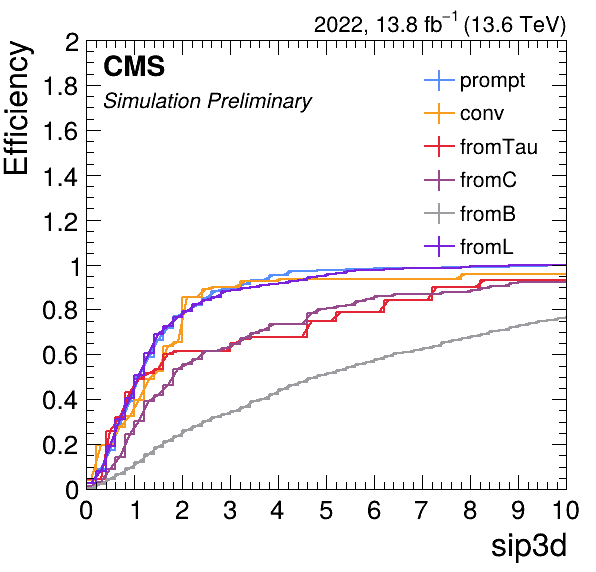 2022, 13.8 fb⁻¹ (13.6 TeV)
CMS
Simulation Preliminary
prompt
conv
fromTau
fromC
fromB
fromL
Efficiency
2
1.8
1.6
1.4
1.2
1
0.8
0.6
0.4
0.2
0
0 1 2 3 4 5 6 7 8 9 10
sip3d